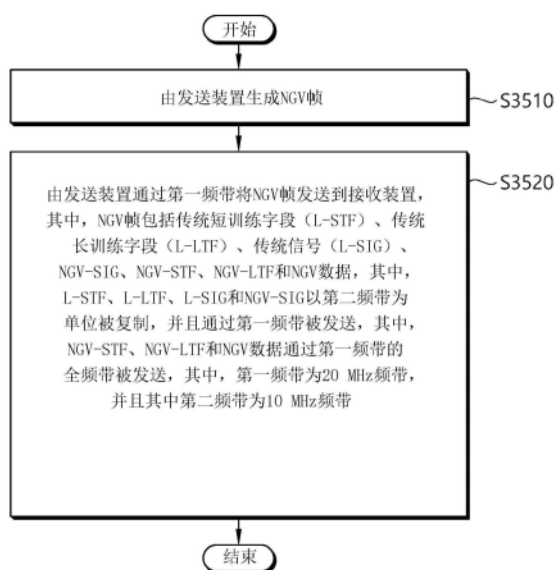 开始
由发送装置生成NGV帧
S3510
由发送装置通过第一频带将NGV帧发送到接收装置，
S3520
其中，NGV帧包括传统短训练字段（L-STF）、传统
长训练字段（L-LTF）、传统信号（L-SIG）、
NGV-SIG、NGV-STF、NGV-LTF和NGV数据，其中，
L-STF、L-LTF、L-SIG和NGV-SIG以第二频带为
单位被复制，并且通过第一频带被发送，其中，
NGV-STF、NGV-LTF和NGV数据通过第一频带的
全频带被发送，其中，第一频带为20 MHz频带，
并且其中第二频带为10 MHz频带
结束